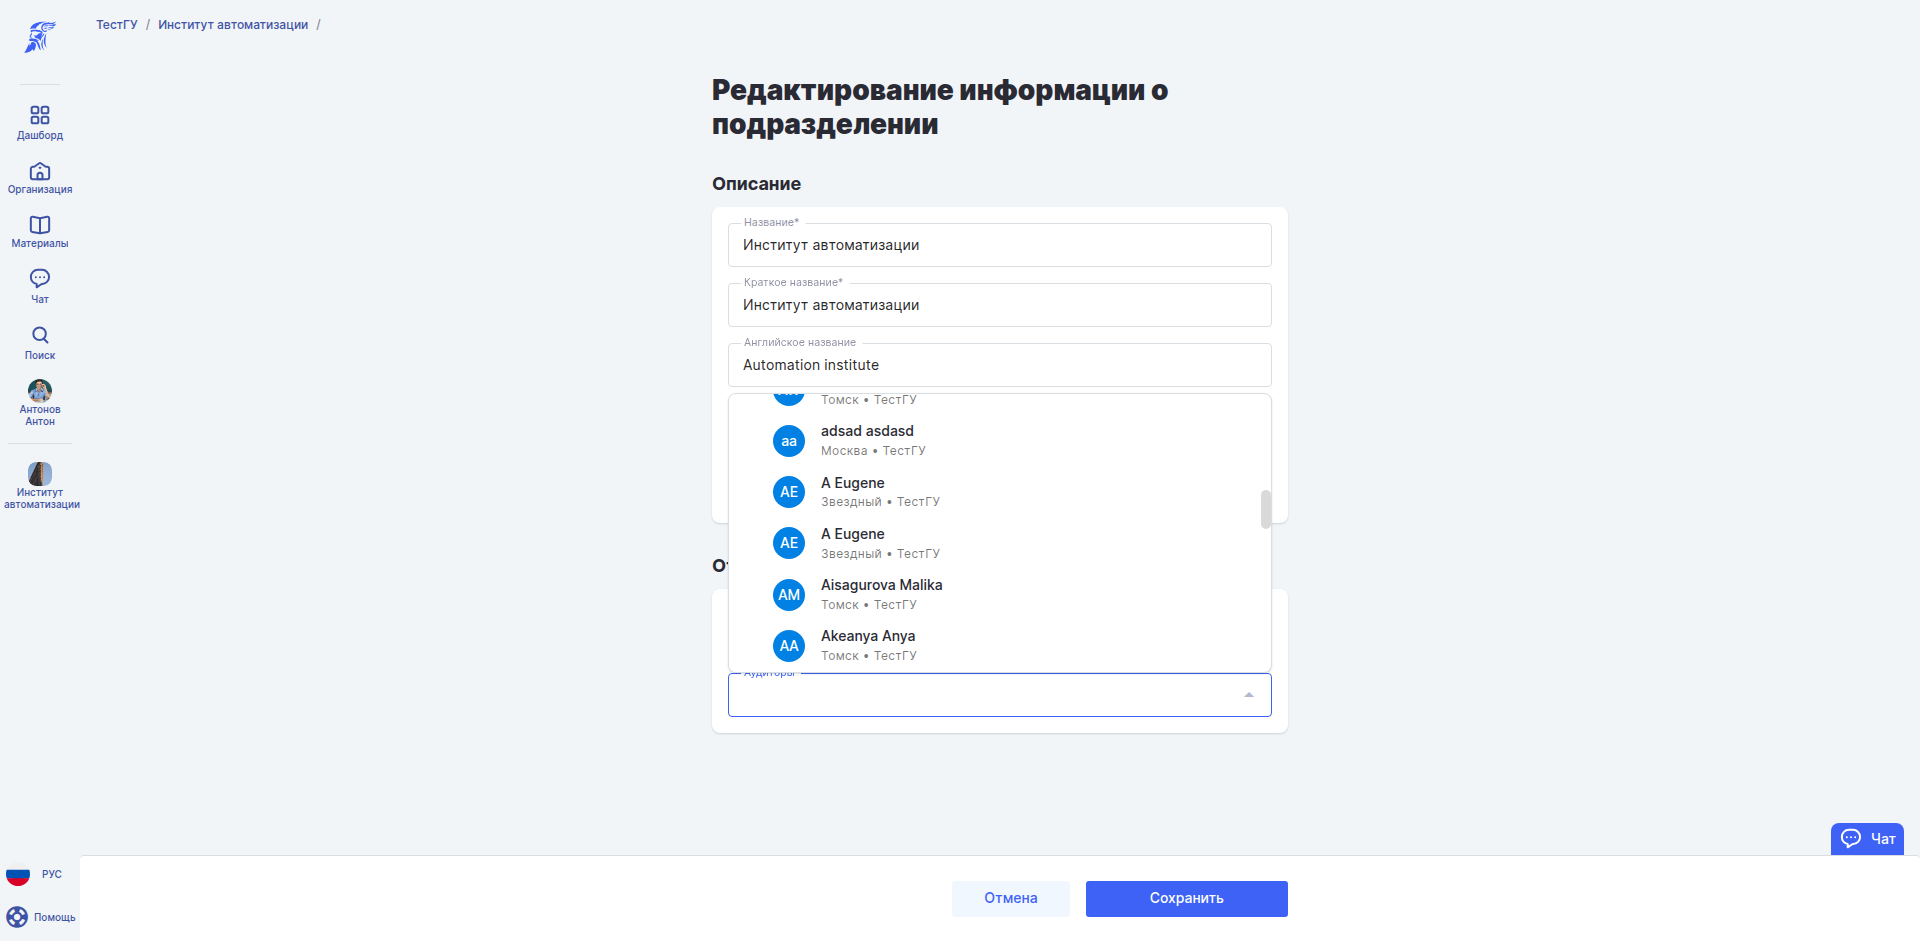 ТестГУ / Институт автоматизации /
Дашборд
Организация
Материалы
Чат
Поиск
Антонов
Антон
Институт
автоматизации
РУС
Помощь
Редактирование информации о
подразделении
Описание
Название*
Институт автоматизации
Краткое название*
Институт автоматизации
Английское название
Automation institute
Томск • ТестГУ
aa
adsad asdasd
Москва • ТестГУ
AE
A Eugene
Звездный • ТестГУ
AE
A Eugene
Звездный • ТестГУ
AM
Aisagurova Malika
Томск • ТестГУ
AA
Akeanya Anya
Томск • ТестГУ
Аудиторы
Чат
Отмена
Сохранить